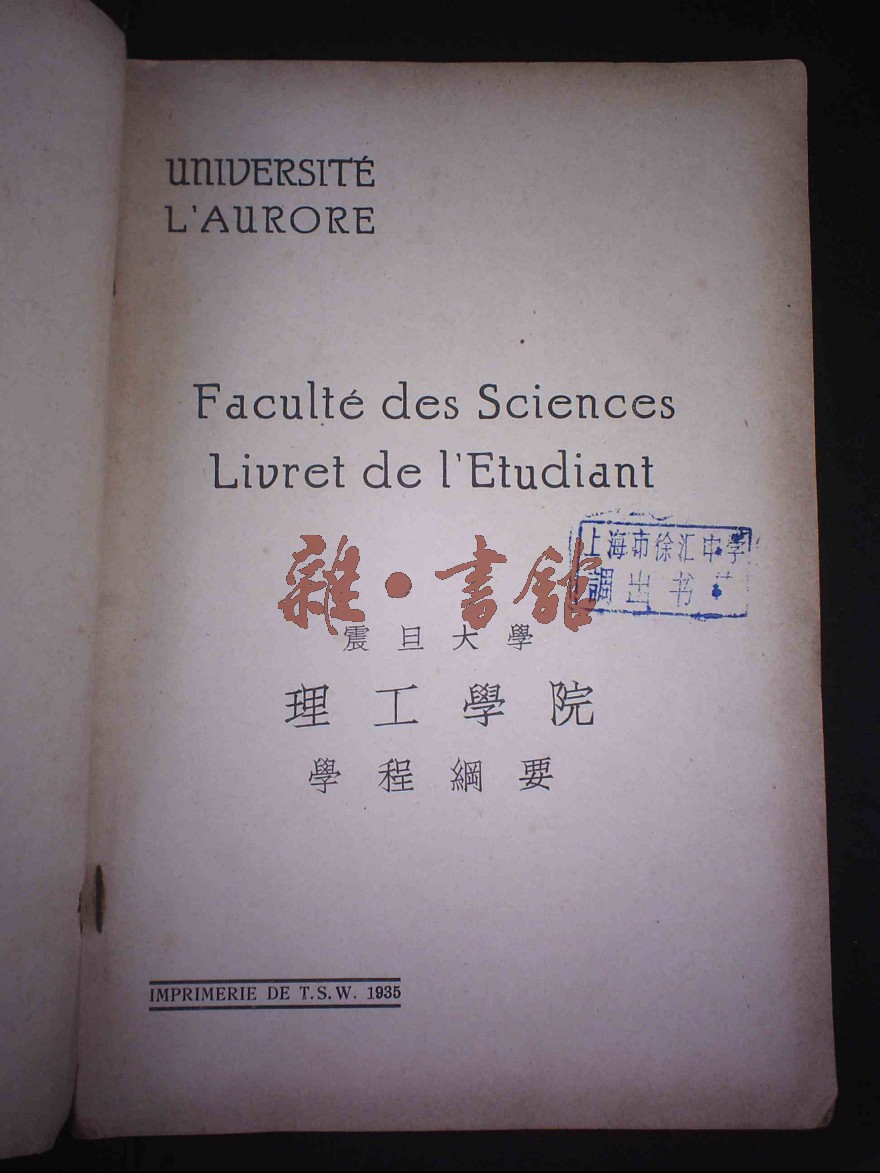 UNIVERSITÉ
L'AURORE
Faculté des Sciences
Livret de l'Etudiant
雜·書館
上海市徐汇中学
調出书
震旦大學
理工學院
學程綱要
IMPRIMERIE DE T.S.W. 1935